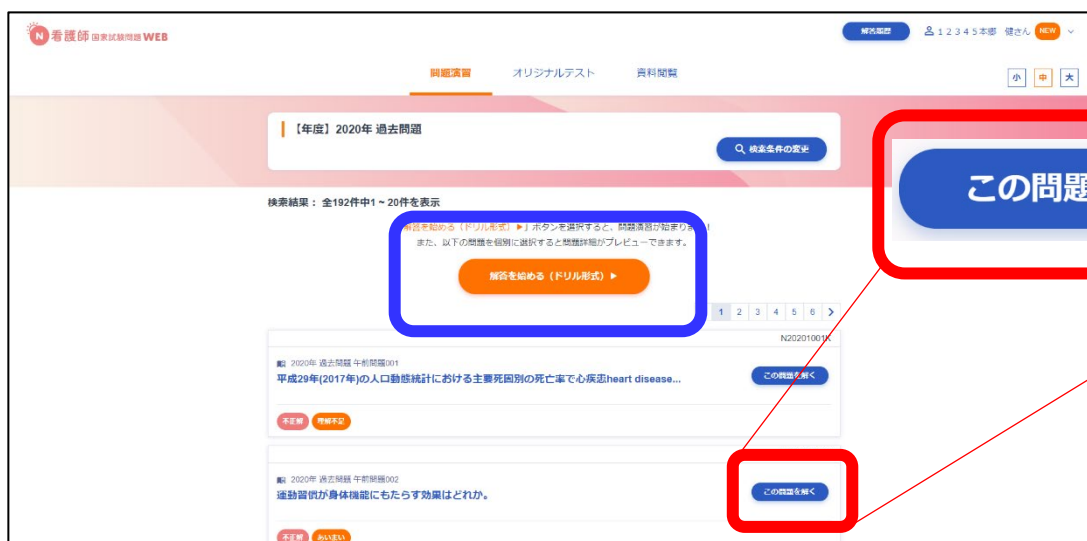 N 看護師 国家試験問題 WEB
解答履歴
12345本郷 健さん NEW
問題演習 オリジナルテスト 資料閲覧
小 中 大
【年度】2020年 過去問題
検索条件の変更
この問題
検索結果： 全192件中1 ~ 20件を表示
解答を始める（ドリル形式）▶」ボタンを選択すると、問題演習が始まります!
また、以下の問題を個別に選択すると問題詳細がプレビューできます。
解答を始める（ドリル形式）▶
1 2 3 4 5 6 >
N20201001K
2020年 過去問題 午前問題001
平成29年(2017年)の人口動態統計における主要死因別の死亡率で心疾患heart disease...
この問題を解く
不正解 理解不足
2020年 過去問題 午前問題002
運動習慣が身体機能にもたらす効果はどれか。
この問題を解く
不正解 あいまい